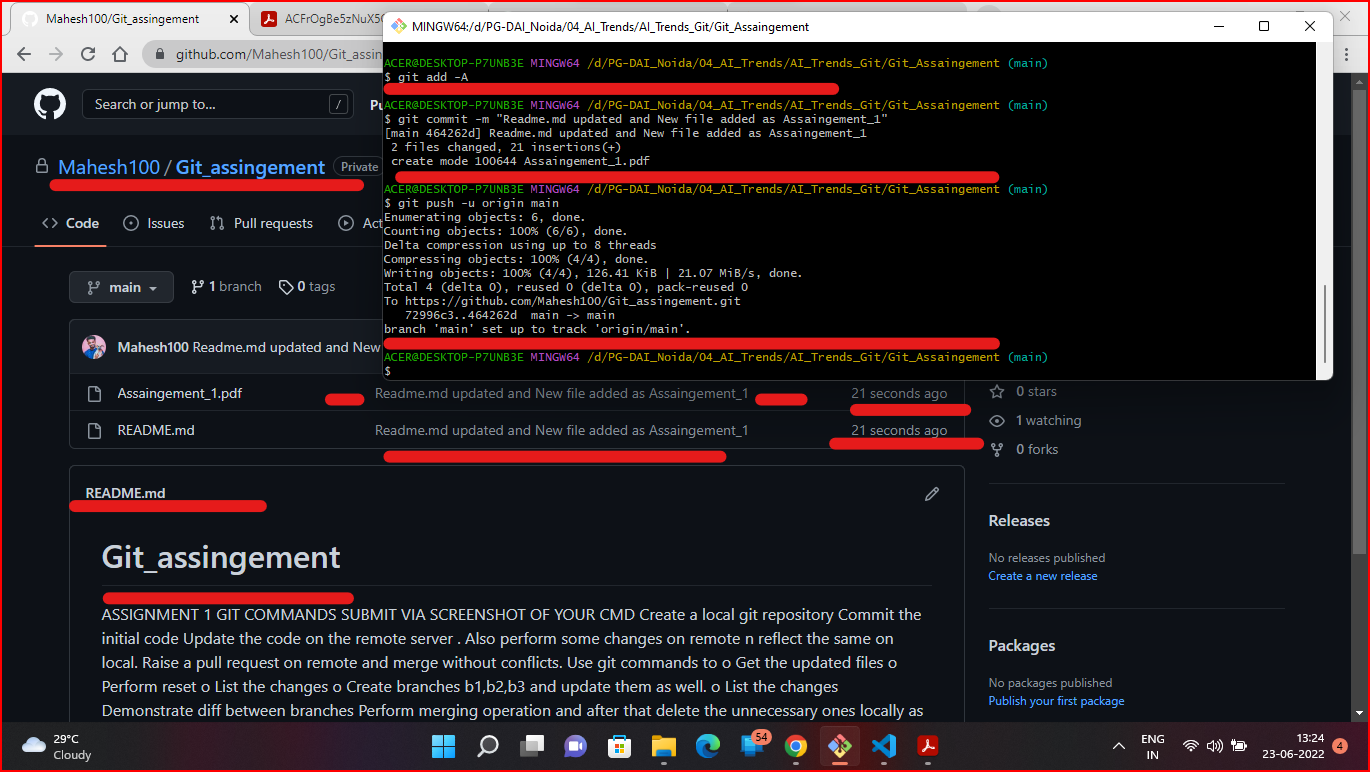 Mahesh100/Git_assingement
ACFrOgBe5zNuX5
MINGW64:/d/PG-DAI_Noida/04_AI_Trends/AI_Trends_Git/Git_Assaingement
github.com/Mahesh100/Git_assin
ACER@DESKTOP-P7UNB3E MINGW64 /d/PG-DAI_Noida/04_AI_Trends/AI_Trends_Git/Git_Assaingement (main)
$ git add -A
ACER@DESKTOP-P7UNB3E MINGW64 /d/PG-DAI_Noida/04_AI_Trends/AI_Trends_Git/Git_Assaingement (main)
$ git commit -m "Readme.md updated and New file added as Assaingement_1"
[main 464262d] Readme.md updated and New file added as Assaingement_1
2 files changed, 21 insertions(+)
create mode 100644 Assaingement_1.pdf
ACER@DESKTOP-P7UNB3E MINGW64 /d/PG-DAI_Noida/04_AI_Trends/AI_Trends_Git/Git_Assaingement (main)
$ git push -u origin main
Enumerating objects: 6, done.
Counting objects: 100% (6/6), done.
Delta compression using up to 8 threads
Compressing objects: 100% (4/4), done.
Writing objects: 100% (4/4), 126.41 KiB | 21.07 MiB/s, done.
Total 4 (delta 0), reused 0 (delta 0), pack-reused 0
To https://github.com/Mahesh100/Git_assingement.git
72996c3..464262d  main -> main
branch 'main' set up to track 'origin/main'.
ACER@DESKTOP-P7UNB3E MINGW64 /d/PG-DAI_Noida/04_AI_Trends/AI_Trends_Git/Git_Assaingement (main)
$
Search or jump to... /
Pu
Mahesh100 / Git_assingement Private
Code Issues Pull requests Act
main 1 branch 0 tags
Mahesh100 Readme.md updated and New
Assaingement_1.pdf Readme.md updated and New file added as Assaingement_1 21 seconds ago
README.md Readme.md updated and New file added as Assaingement_1 21 seconds ago
0 stars
1 watching
0 forks
README.md
Git_assingement
ASSIGNMENT 1 GIT COMMANDS SUBMIT VIA SCREENSHOT OF YOUR CMD Create a local git repository Commit the
initial code Update the code on the remote server . Also perform some changes on remote n reflect the same on
local. Raise a pull request on remote and merge without conflicts. Use git commands to o Get the updated files o
Perform reset o List the changes o Create branches b1,b2,b3 and update them as well. o List the changes
Demonstrate diff between branches Perform merging operation and after that delete the unnecessary ones locally as
Releases
No releases published
Create a new release
Packages
No packages published
Publish your first package
29°C
Cloudy
54
ENG
IN
13:24
23-06-2022
4